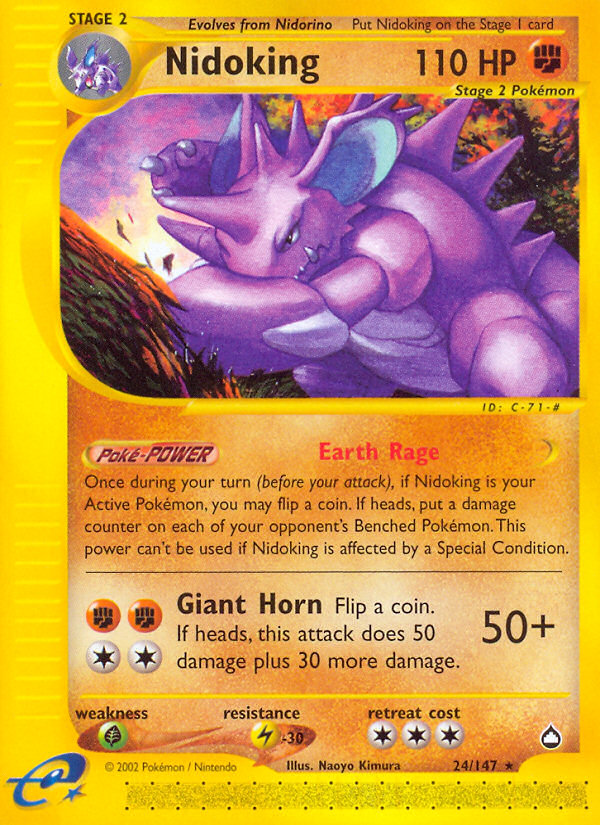 STAGE 2
Evolves from Nidorino
Put Nidoking on the Stage 1 card
Nidoking
110 HP
Stage 2 Pokémon
ID: C-71-#
Poké-POWER
Earth Rage
Once during your turn (before your attack), if Nidoking is your
Active Pokémon, you may flip a coin. If heads, put a damage
counter on each of your opponent's Benched Pokémon. This
power can't be used if Nidoking is affected by a Special Condition.
Giant Horn Flip a coin.
If heads, this attack does 50
damage plus 30 more damage.
50+
weakness
resistance
retreat cost
-30
© 2002 Pokémon / Nintendo
Illus. Naoyo Kimura
24/147 ★
e